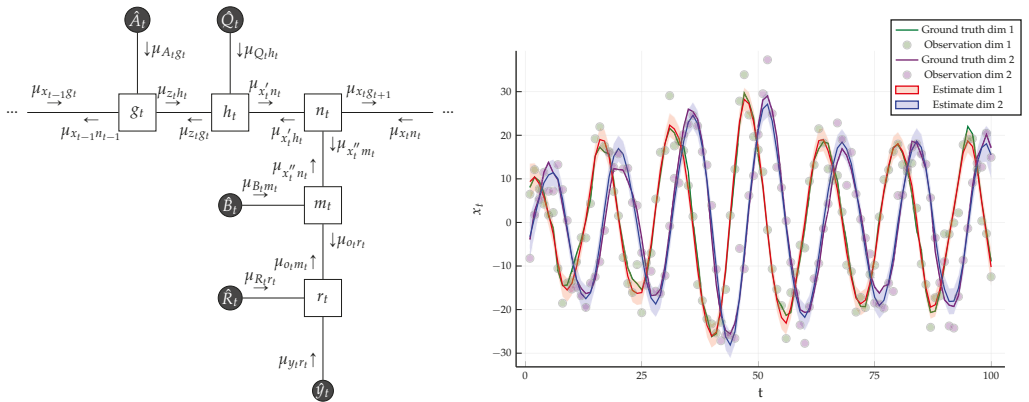 Â_t
Q̂_t
↓μ_{A_t g_t}
↓μ_{Q_t h_t}
μ_{x_{t−1} g_t}
μ_{z_t h_t}
μ_{x′_t n_t}
μ_{x_t g_{t+1}}
... g_t h_t n_t ...
μ_{x_{t−1} n_{t−1}}
μ_{z_t g_t}
μ_{x′_t h_t}
μ_{x_t n_t}
↓μ_{x″_t m_t}
μ_{x″_t n_t} ↑
μ_{B_t m_t}
B̂_t m_t
↓μ_{o_t r_t}
μ_{o_t m_t} ↑
μ_{R_t r_t}
R̂_t r_t
μ_{y_t r_t} ↑
ŷ_t
Ground truth dim 1
Observation dim 1
Ground truth dim 2
Observation dim 2
Estimate dim 1
Estimate dim 2
30
20
10
0
−10
−20
−30
x_t
0 25 50 75 100
t